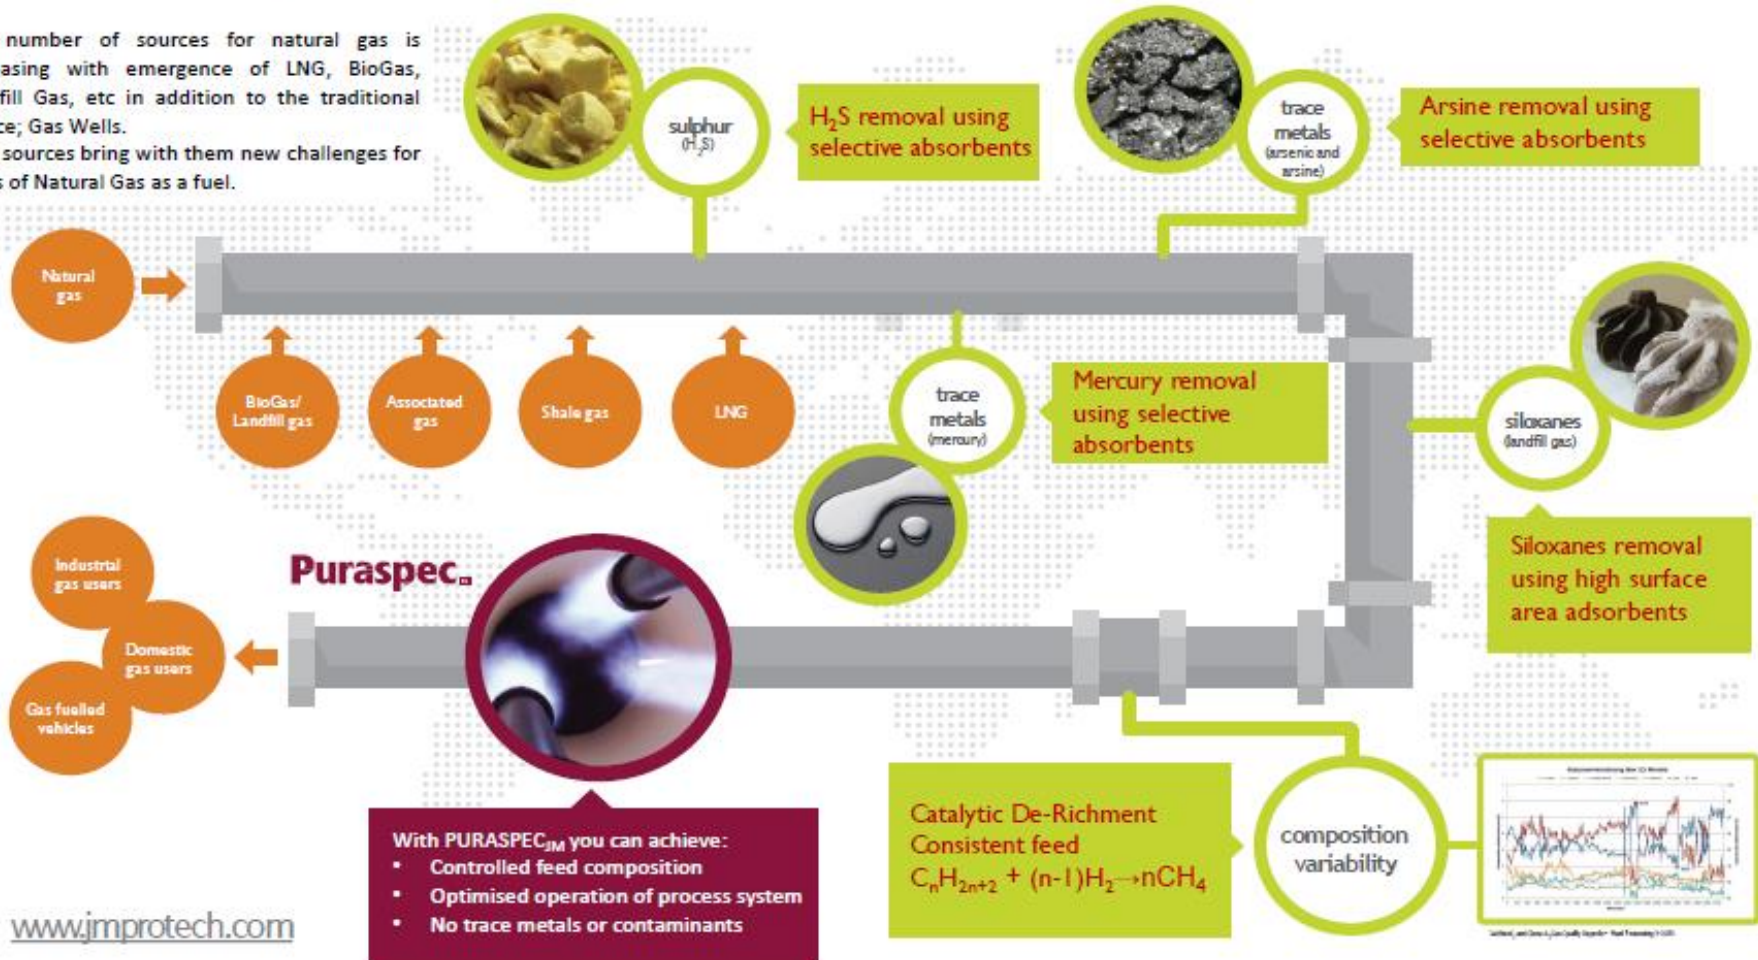 number of sources for natural gas is
asing with emergence of LNG, BioGas,
fill Gas, etc in addition to the traditional
ce; Gas Wells.
sources bring with them new challenges for
s of Natural Gas as a fuel.
sulphur
(H₂S)
H₂S removal using
selective absorbents
trace
metals
(arsenic and
arsine)
Arsine removal using
selective absorbents
Natural
gas
BioGas/
Landfill gas
Associated
gas
Shale gas
LNG
trace
metals
(mercury)
Mercury removal
using selective
absorbents
siloxanes
(landfill gas)
Siloxanes removal
using high surface
area adsorbents
Industrial
gas users
Domestic
gas users
Gas fuelled
vehicles
Puraspec
With PURASPEC_JM you can achieve:
• Controlled feed composition
• Optimised operation of process system
• No trace metals or contaminants
Catalytic De-Richment
Consistent feed
CₙH₂ₙ₊₂ + (n-1)H₂→nCH₄
composition
variability
www.jmprotech.com